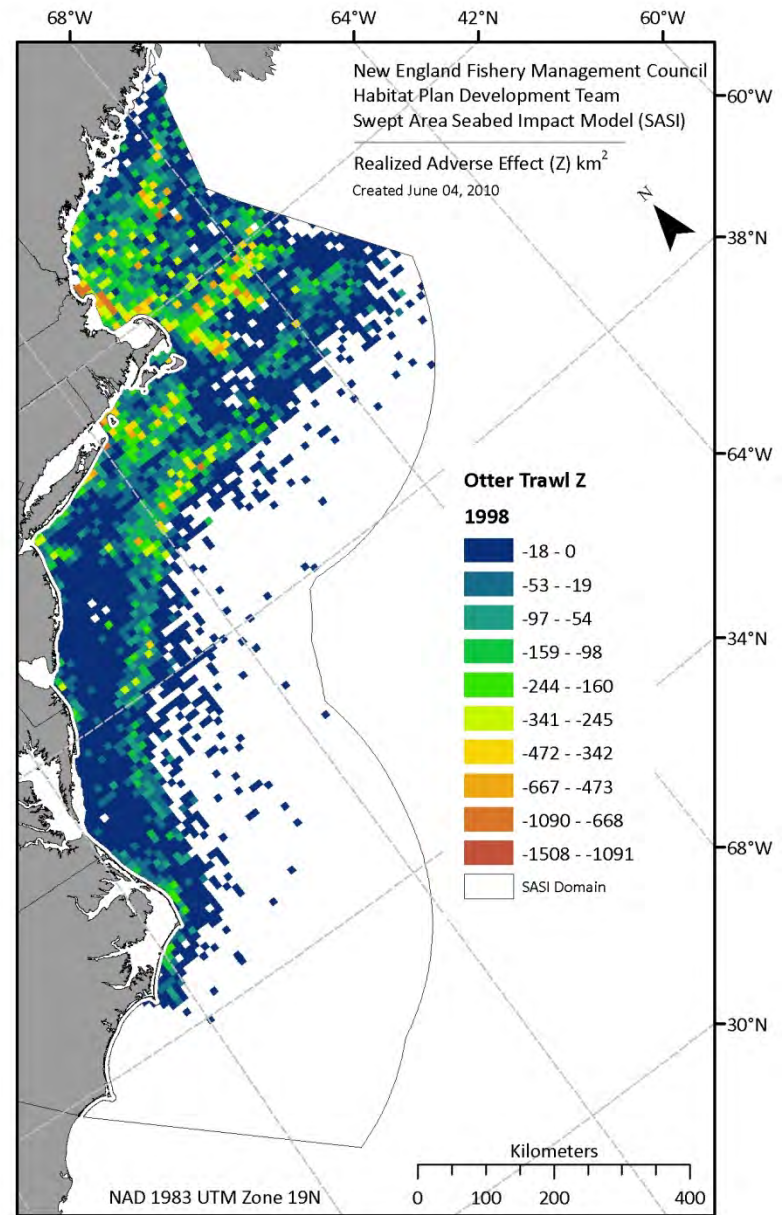 68°W
64°W
42°N
60°W
New England Fishery Management Council
Habitat Plan Development Team
Swept Area Seabed Impact Model (SASI)
Realized Adverse Effect (Z) km²
Created June 04, 2010
N
60°W
38°N
64°W
34°N
68°W
30°N
Otter Trawl Z
1998
-18 - 0
-53 - -19
-97 - -54
-159 - -98
-244 - -160
-341 - -245
-472 - -342
-667 - -473
-1090 - -668
-1508 - -1091
SASI Domain
Kilometers
0 100 200 400
NAD 1983 UTM Zone 19N